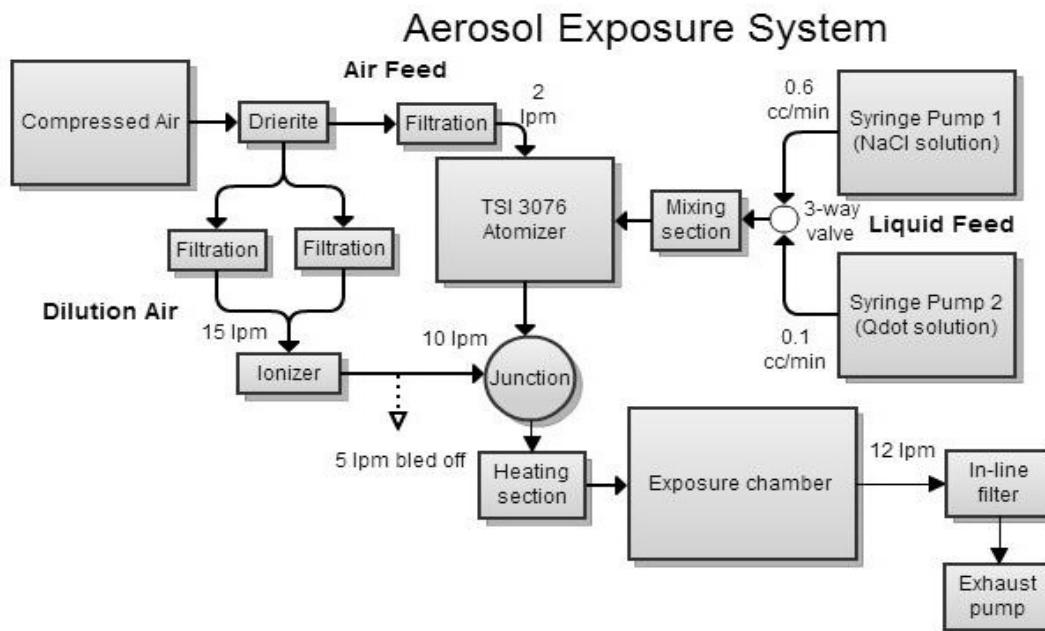 Aerosol Exposure System
Air Feed
Compressed Air
Drierite
Filtration
2
lpm
0.6
cc/min
Syringe Pump 1
(NaCl solution)
TSI 3076
Atomizer
Mixing
section
3-way
valve
Liquid Feed
Filtration
Filtration
Dilution Air
15 lpm
Syringe Pump 2
(Qdot solution)
0.1
cc/min
Ionizer
10 lpm
Junction
5 lpm bled off
Heating
section
Exposure chamber
12 lpm
In-line
filter
Exhaust
pump